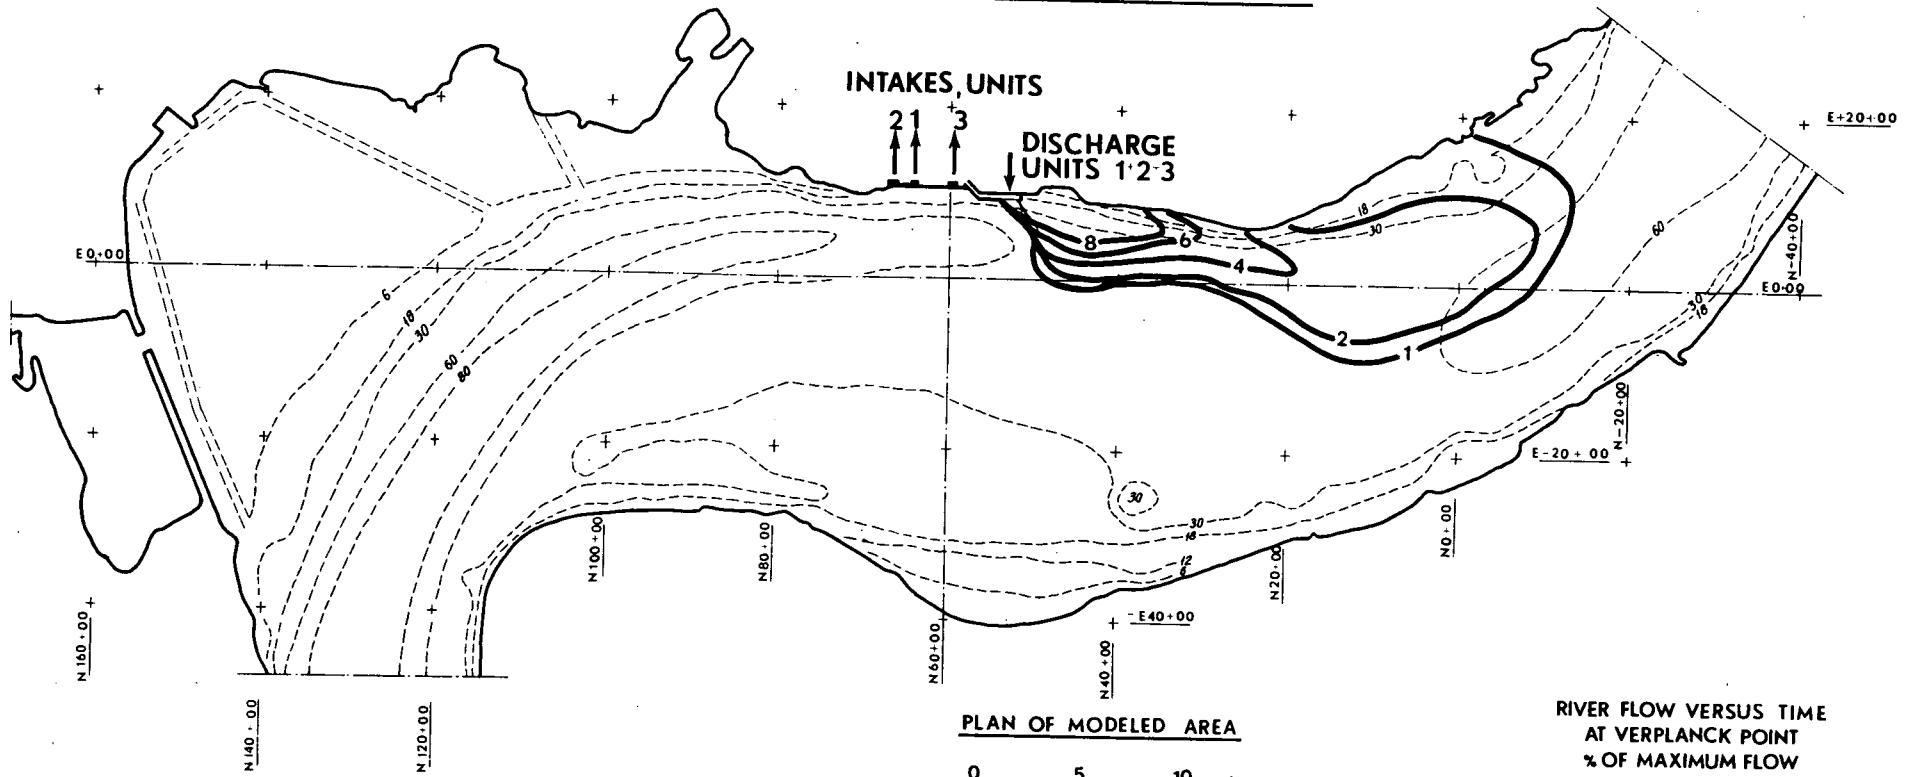 INTAKES, UNITS
2 1 3
DISCHARGE
UNITS 1+2-3
E+20+00
E0+00
18
30
60
8
6
4
N-40+00
E0+00
6
18
30
60
80
2
1
30
18
N-20+00
E-20+00
30
30
18
12
6
N100+00
N80+00
N20+00
N0+00
-E40+00
N160+00
N60+00
N40+00
N140+00
N120+00
PLAN OF MODELED AREA
0 5 10
RIVER FLOW VERSUS TIME
AT VERPLANCK POINT
% OF MAXIMUM FLOW